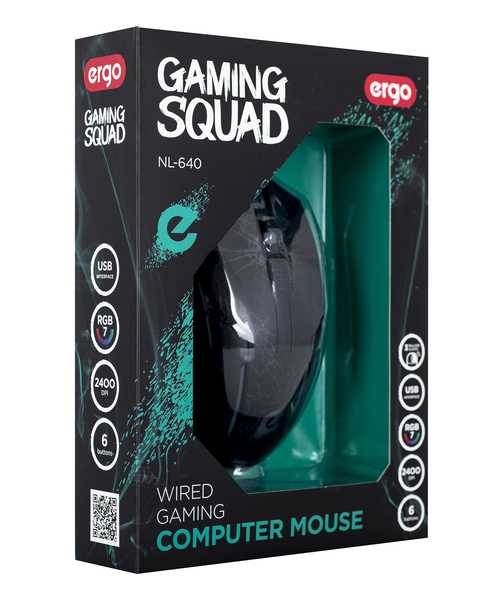 ergo
GAMING
SQUAD
USB
INTERFACE
RGB
7
2400
DPI
6
buttons
GAMING
SQUAD
NL-640
ergo
e
WIRED
GAMING
COMPUTER MOUSE
USB
INTERFACE
RGB
7
2400
DPI
6
buttons